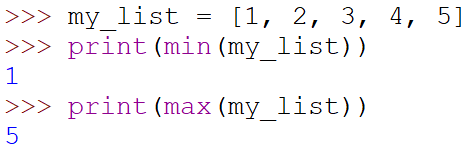 >>> my_list = [1, 2, 3, 4, 5]
>>> print(min(my_list))
1
>>> print(max(my_list))
5